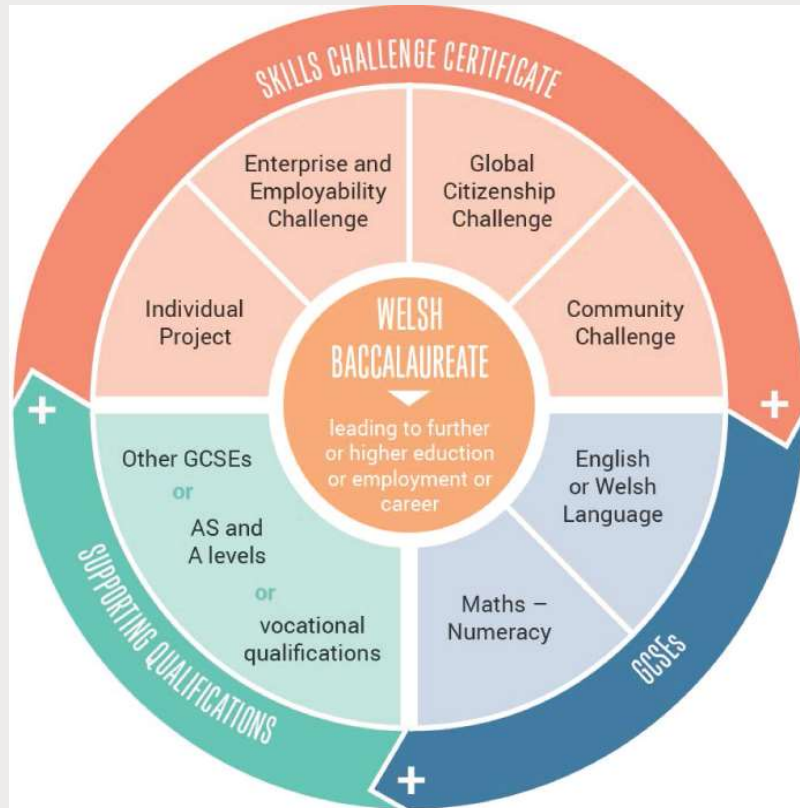 SKILLS CHALLENGE CERTIFICATE
Enterprise and
Employability
Challenge
Global
Citizenship
Challenge
Individual
Project
Community
Challenge
WELSH
BACCALAUREATE
leading to further
or higher eduction
or employment or
career
+
+
Other GCSEs
or
AS and
A levels
or
vocational
qualifications
English
or Welsh
Language
Maths –
Numeracy
SUPPORTING QUALIFICATIONS
GCSEs
+